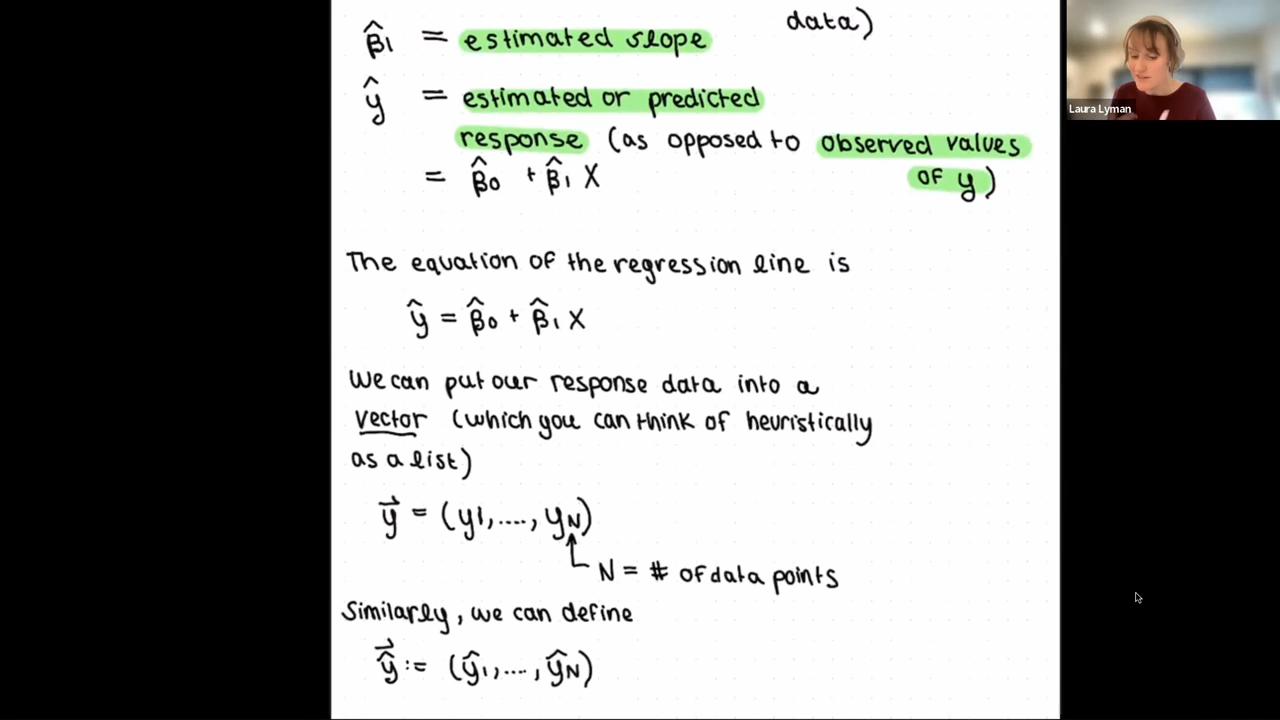 β̂₁ = estimated slope data)
ŷ = estimated or predicted
response (as opposed to observed values
= β̂₀ + β̂₁ X of y)
The equation of the regression line is
ŷ = β̂₀ + β̂₁ X
We can put our response data into a
vector (which you can think of heuristically
as a list)
y⃗ = (y₁, ...., y_N)
N = # of data points
Similarly, we can define
ŷ⃗ := (ŷ₁, ...., ŷ_N)
Laura Lyman